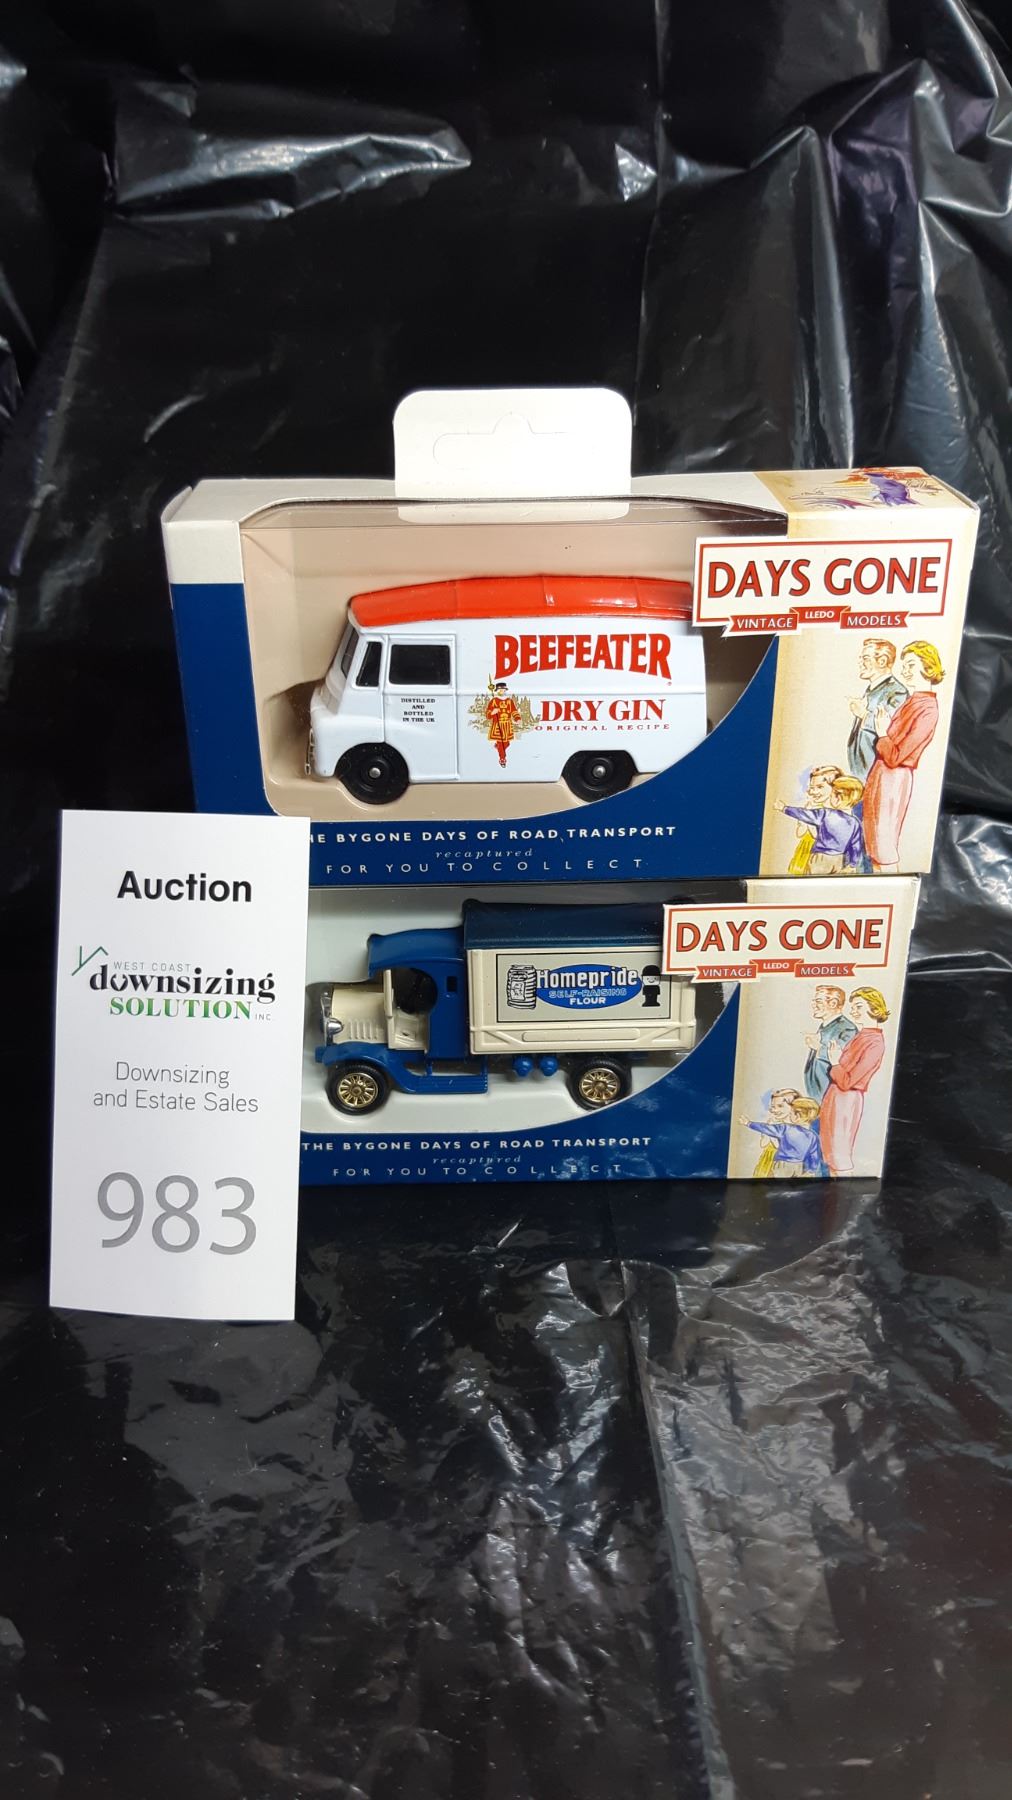 DAYS GONE
VINTAGE LLEDO MODELS
BEEFEATER
DISTILLED
AND
BOTTLED
IN THE UK
DRY GIN
ORIGINAL RECIPE
HE BYGONE DAYS OF ROAD TRANSPORT
recaptured
FOR YOU TO COLLECT
DAYS GONE
VINTAGE LLEDO MODELS
Homepride
SELF-RAISING
FLOUR
THE BYGONE DAYS OF ROAD TRANSPORT
recaptured
FOR YOU TO COLLECT
Auction
WEST COAST
downsizing
SOLUTION INC.
Downsizing
and Estate Sales
983